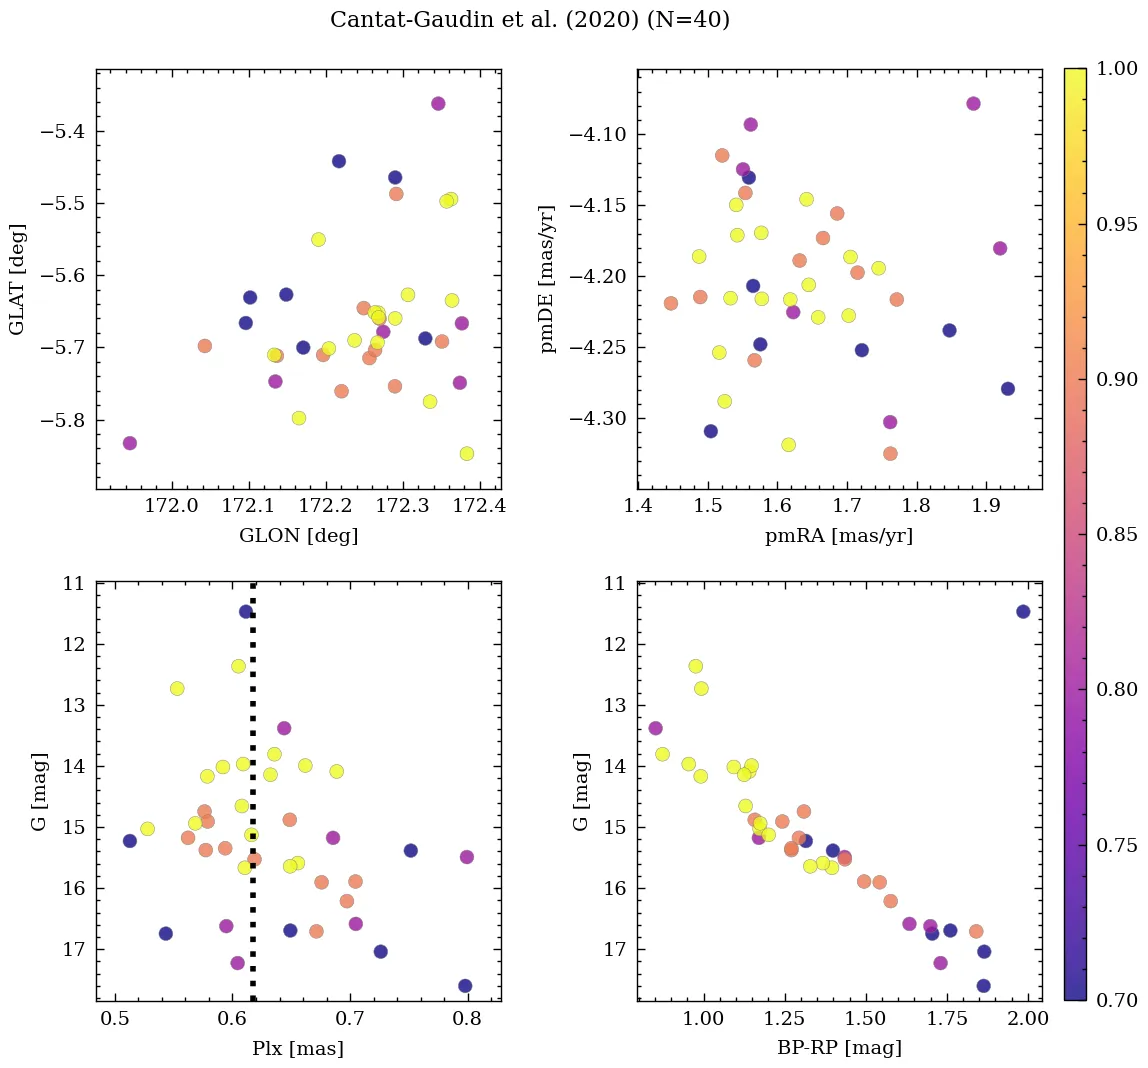 Cantat-Gaudin et al. (2020) (N=40)
−5.4
−5.5
−5.6
−5.7
−5.8
GLAT [deg]
172.0 172.1 172.2 172.3 172.4
GLON [deg]
−4.10
−4.15
−4.20
−4.25
−4.30
pmDE [mas/yr]
1.4 1.5 1.6 1.7 1.8 1.9
pmRA [mas/yr]
11
12
13
14
15
16
17
G [mag]
0.5 0.6 0.7 0.8
Plx [mas]
11
12
13
14
15
16
17
G [mag]
1.00 1.25 1.50 1.75 2.00
BP-RP [mag]
1.00
0.95
0.90
0.85
0.80
0.75
0.70